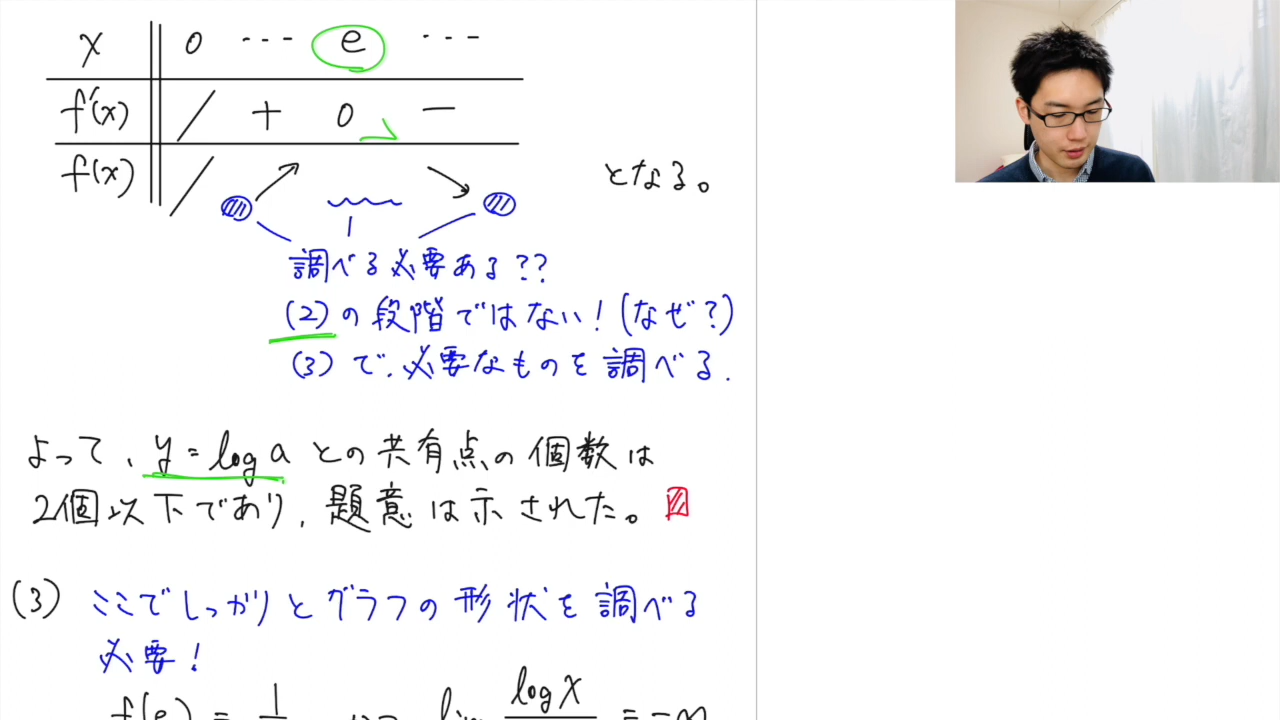 x 0 ... e ...
f'(x) / + 0 -
f(x) / ↗ ↘
となる。
調べる必要ある??
(2)の段階ではない!(なぜ?)
(3)で、必要なものを調べる.
よって、y=log aとの共有点の個数は
2個以下であり、題意は示された。
(3) ここでしっかりとグラフの形状を調べる
必要!
f(e) = 1 lim log x = -∞